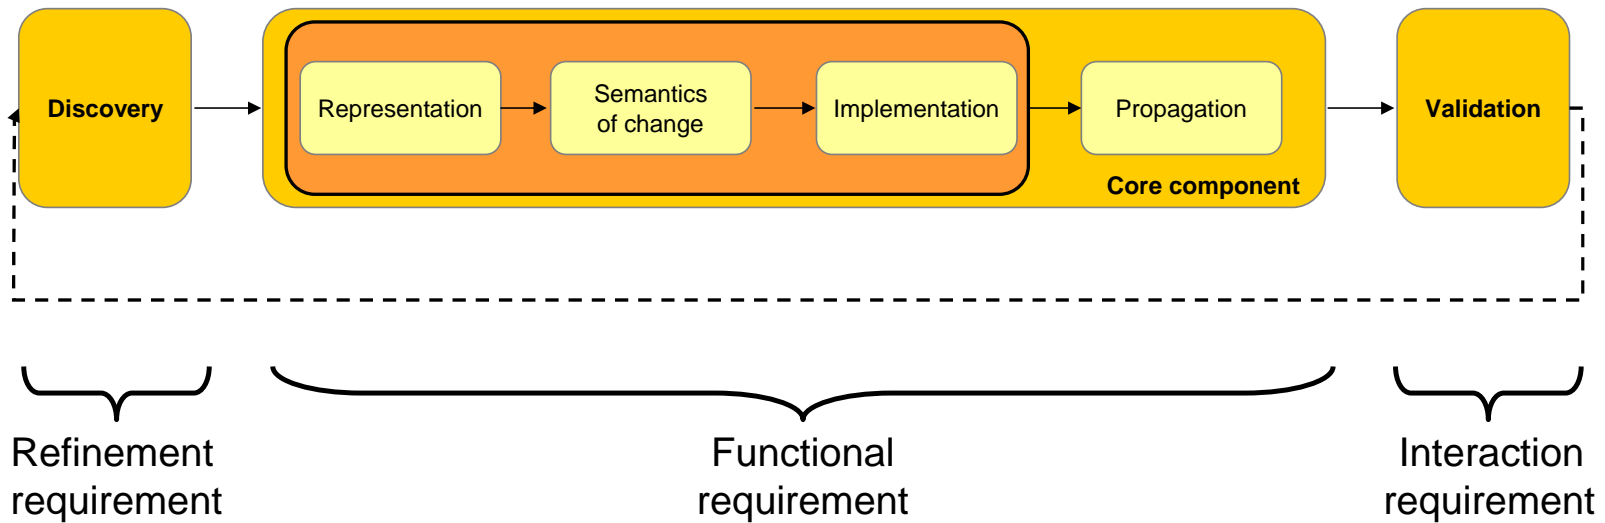 Discovery
Representation
Semantics
of change
Implementation
Propagation
Validation
Core component
Refinement
requirement
Functional
requirement
Interaction
requirement